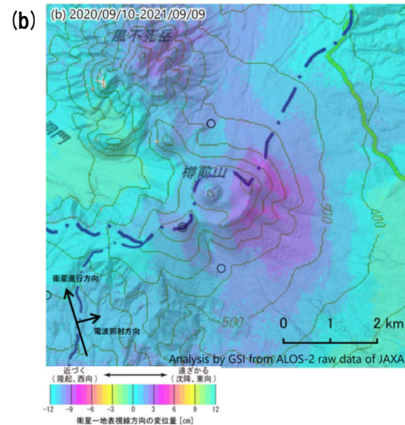 (b)
(b) 2020/09/10-2021/09/09
風不死岳
樽前山
500
400
500
衛星進行方向
電波照射方向
0 1 2 km
Analysis by GSI from ALOS-2 raw data of JAXA
近づく 遠ざかる
(隆起、西向) (沈降、東向)
-12 -9 -6 -3 0 3 6 9 12
衛星－地表視線方向の変位量 [cm]